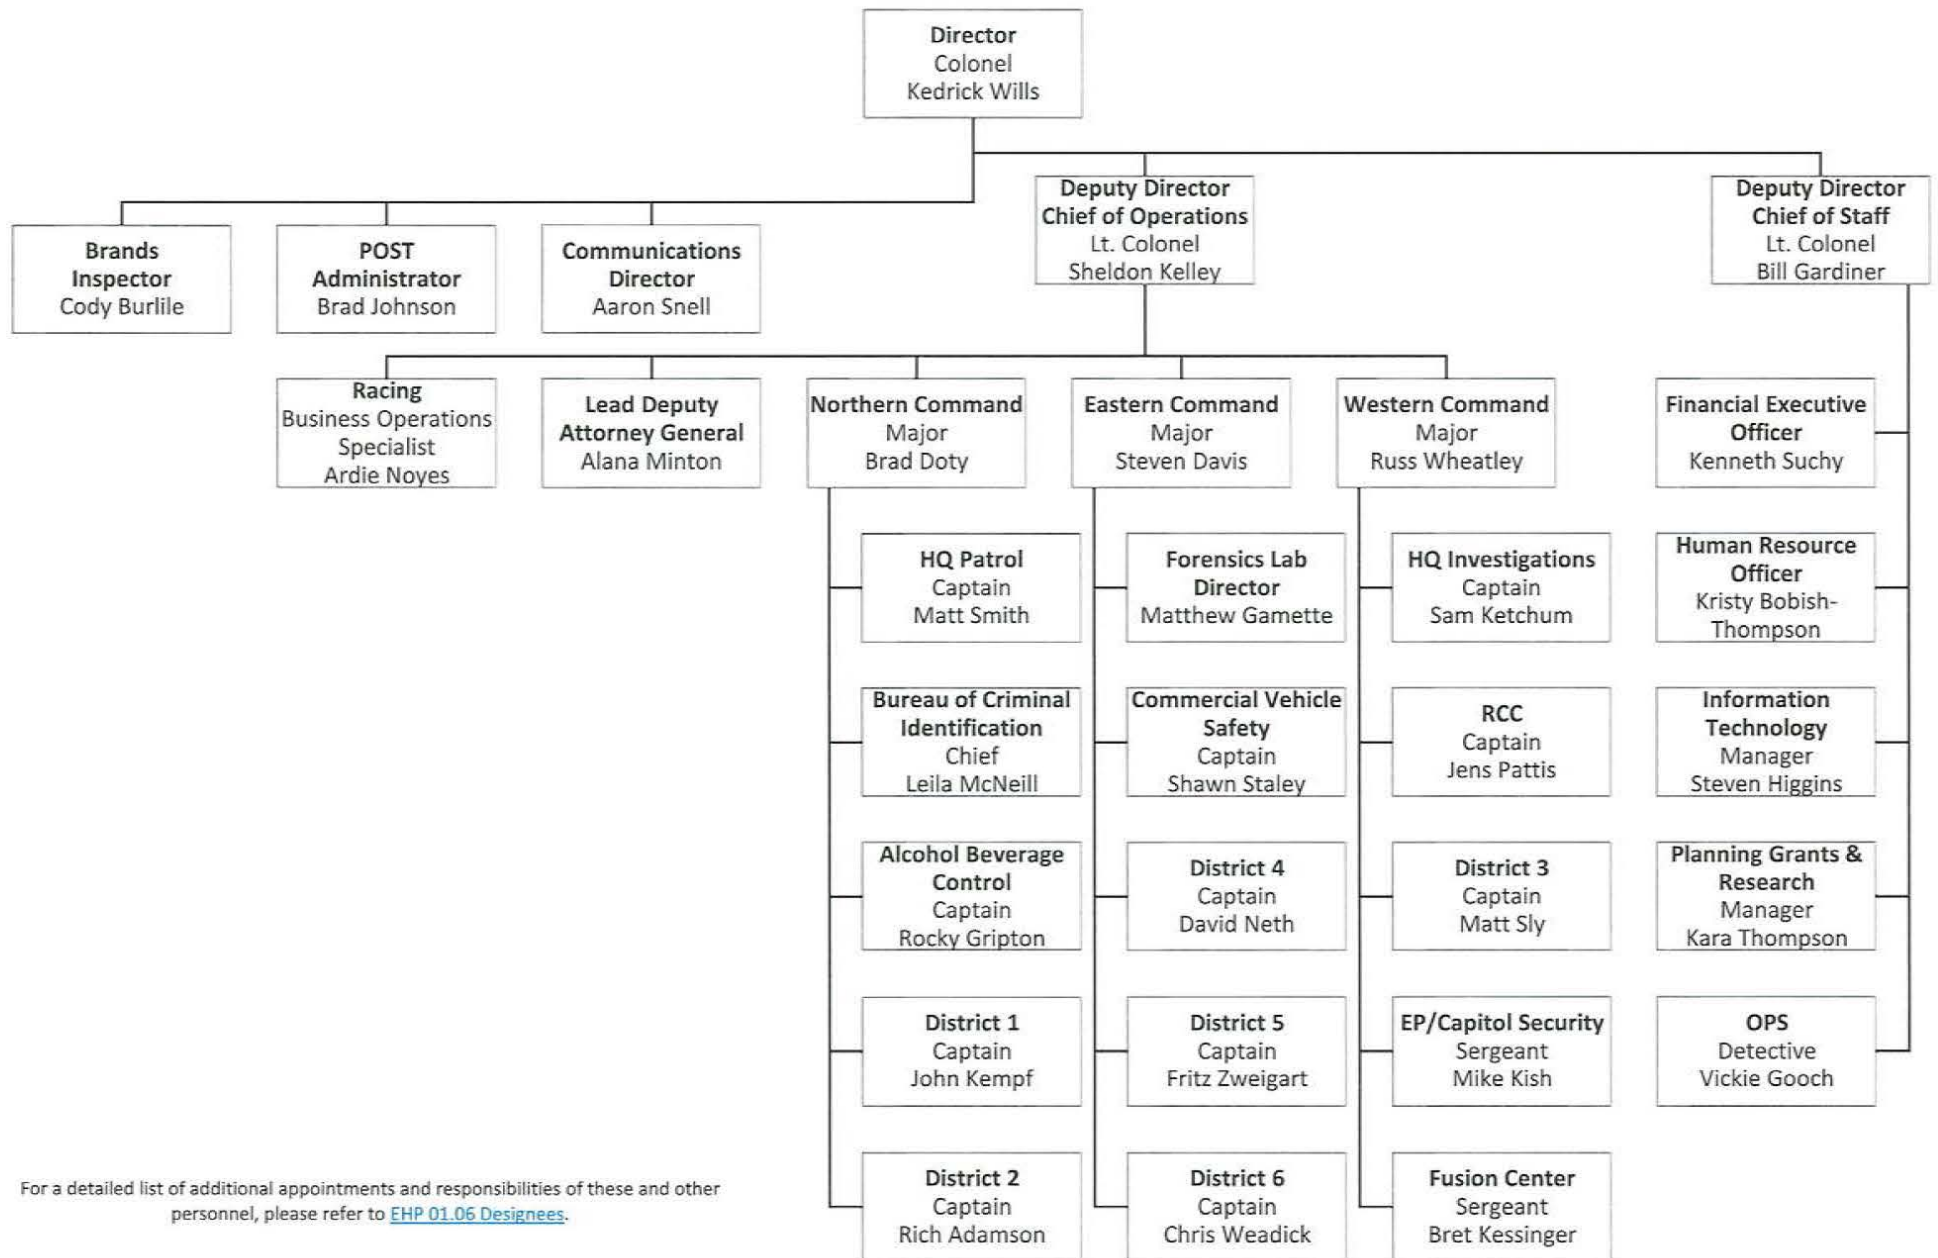 Director
Colonel
Kedrick Wills
Deputy Director
Chief of Operations
Lt. Colonel
Sheldon Kelley
Deputy Director
Chief of Staff
Lt. Colonel
Bill Gardiner
Brands
Inspector
Cody Burlile
POST
Administrator
Brad Johnson
Communications
Director
Aaron Snell
Racing
Business Operations
Specialist
Ardie Noyes
Lead Deputy
Attorney General
Alana Minton
Northern Command
Major
Brad Doty
Eastern Command
Major
Steven Davis
Western Command
Major
Russ Wheatley
Financial Executive
Officer
Kenneth Suchy
HQ Patrol
Captain
Matt Smith
Forensics Lab
Director
Matthew Gamette
HQ Investigations
Captain
Sam Ketchum
Human Resource
Officer
Kristy Bobish-
Thompson
Bureau of Criminal
Identification
Chief
Leila McNeill
Commercial Vehicle
Safety
Captain
Shawn Staley
RCC
Captain
Jens Pattis
Information
Technology
Manager
Steven Higgins
Alcohol Beverage
Control
Captain
Rocky Gripton
District 4
Captain
David Neth
District 3
Captain
Matt Sly
Planning Grants &
Research
Manager
Kara Thompson
District 1
Captain
John Kempf
District 5
Captain
Fritz Zweigart
EP/Capitol Security
Sergeant
Mike Kish
OPS
Detective
Vickie Gooch
District 2
Captain
Rich Adamson
District 6
Captain
Chris Weadick
Fusion Center
Sergeant
Bret Kessinger
For a detailed list of additional appointments and responsibilities of these and other
personnel, please refer to EHP 01.06 Designees.